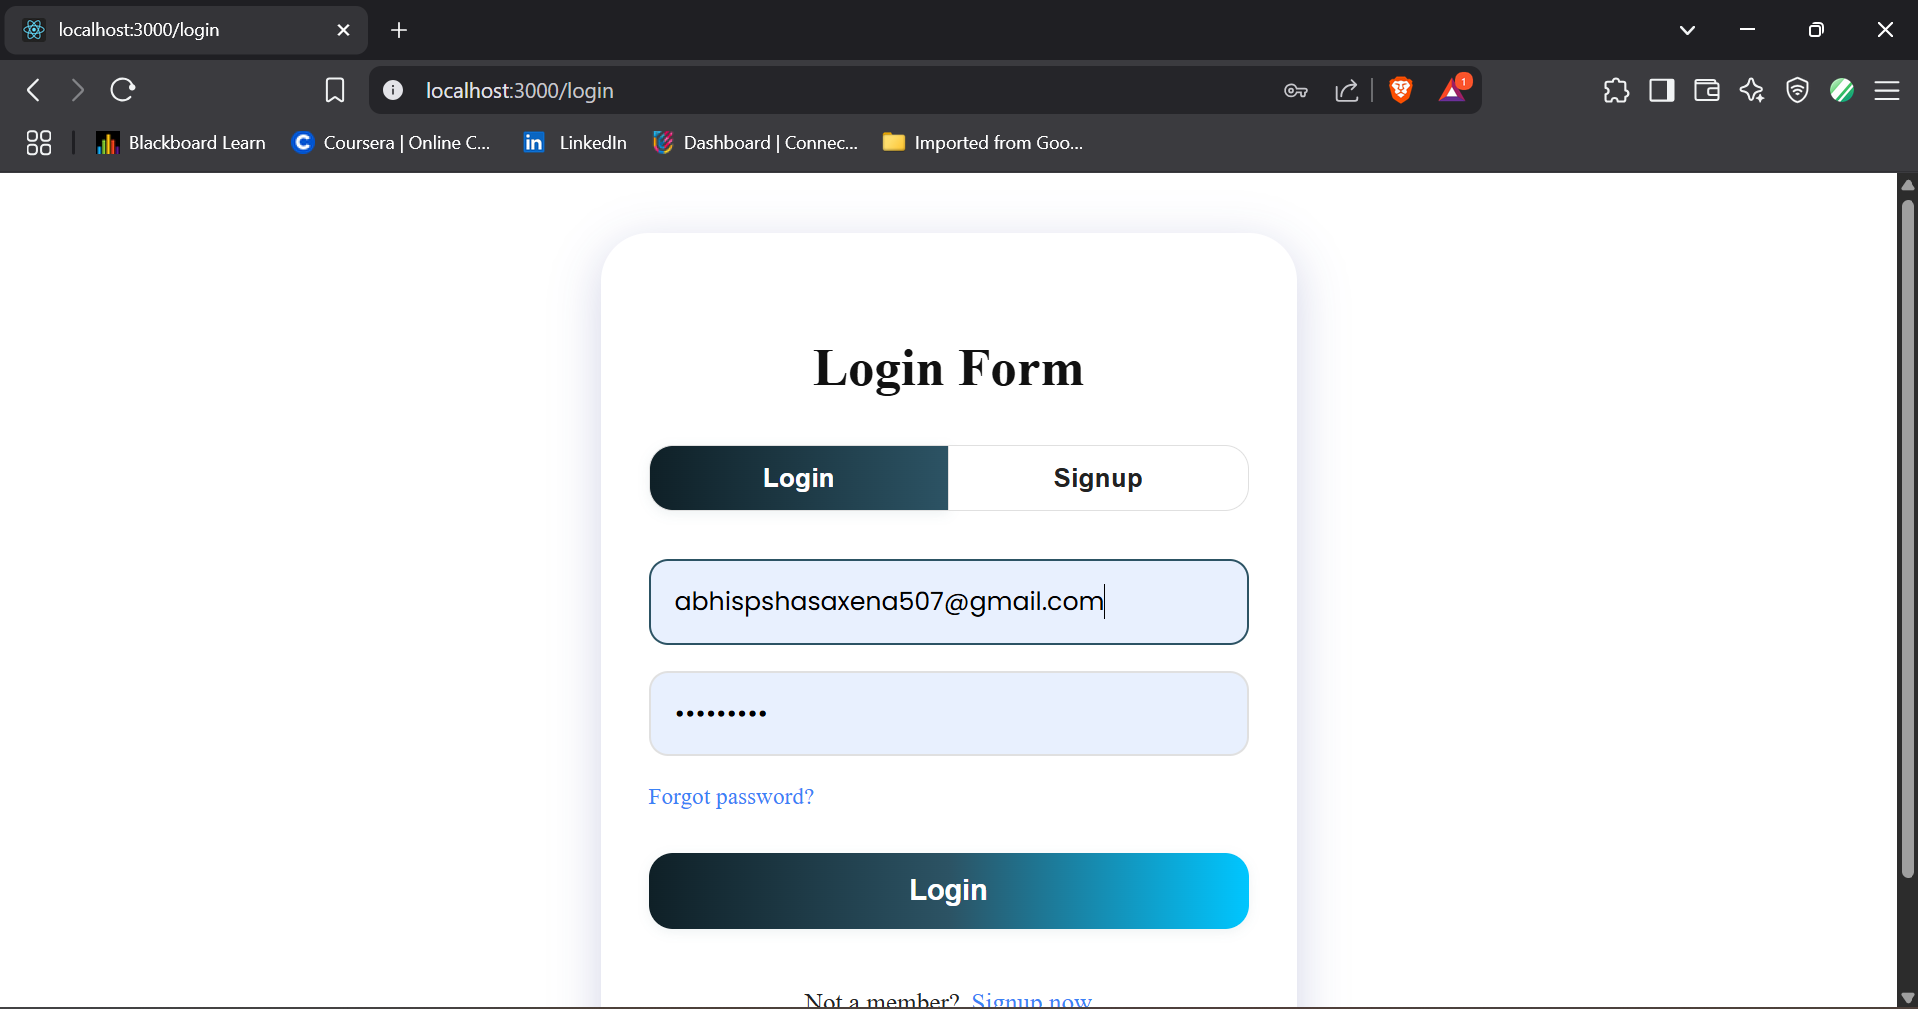 localhost:3000/login
localhost:3000/login
1
Blackboard Learn
Coursera | Online C...
LinkedIn
Dashboard | Connec...
Imported from Goo...
Login Form
Login Signup
abhispshasaxena507@gmail.com
•••••••••
Forgot password?
Login
Not a member? Signup now